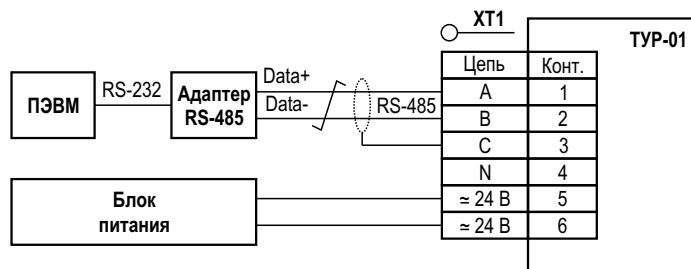 XT1
ТУР-01
Цепь Конт.
ПЭВМ
RS-232
Адаптер
RS-485
Data+
Data-
RS-485
A 1
B 2
C 3
N 4
≃ 24 В 5
≃ 24 В 6
Блок
питания